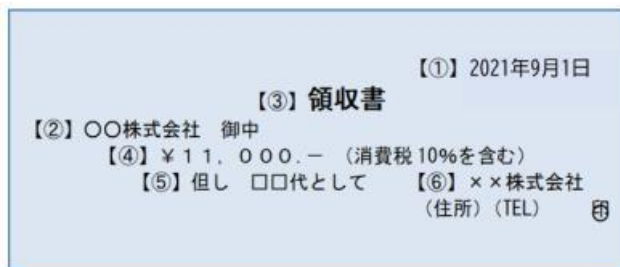 【①】 2021年9月1日
【③】 領収書
【②】〇〇株式会社　御中
【④】¥11,000.－ （消費税10%を含む）
【⑤】但し　□□代として　【⑥】××株式会社
（住所）（TEL）　印